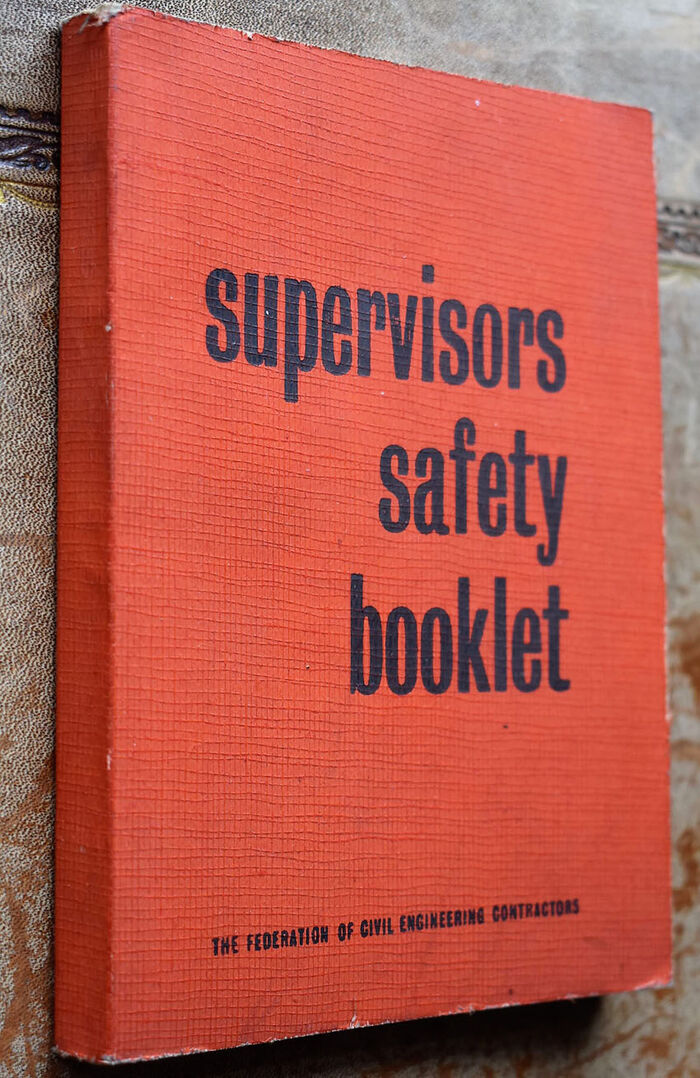 supervisors
safety
booklet
THE FEDERATION OF CIVIL ENGINEERING CONTRACTORS